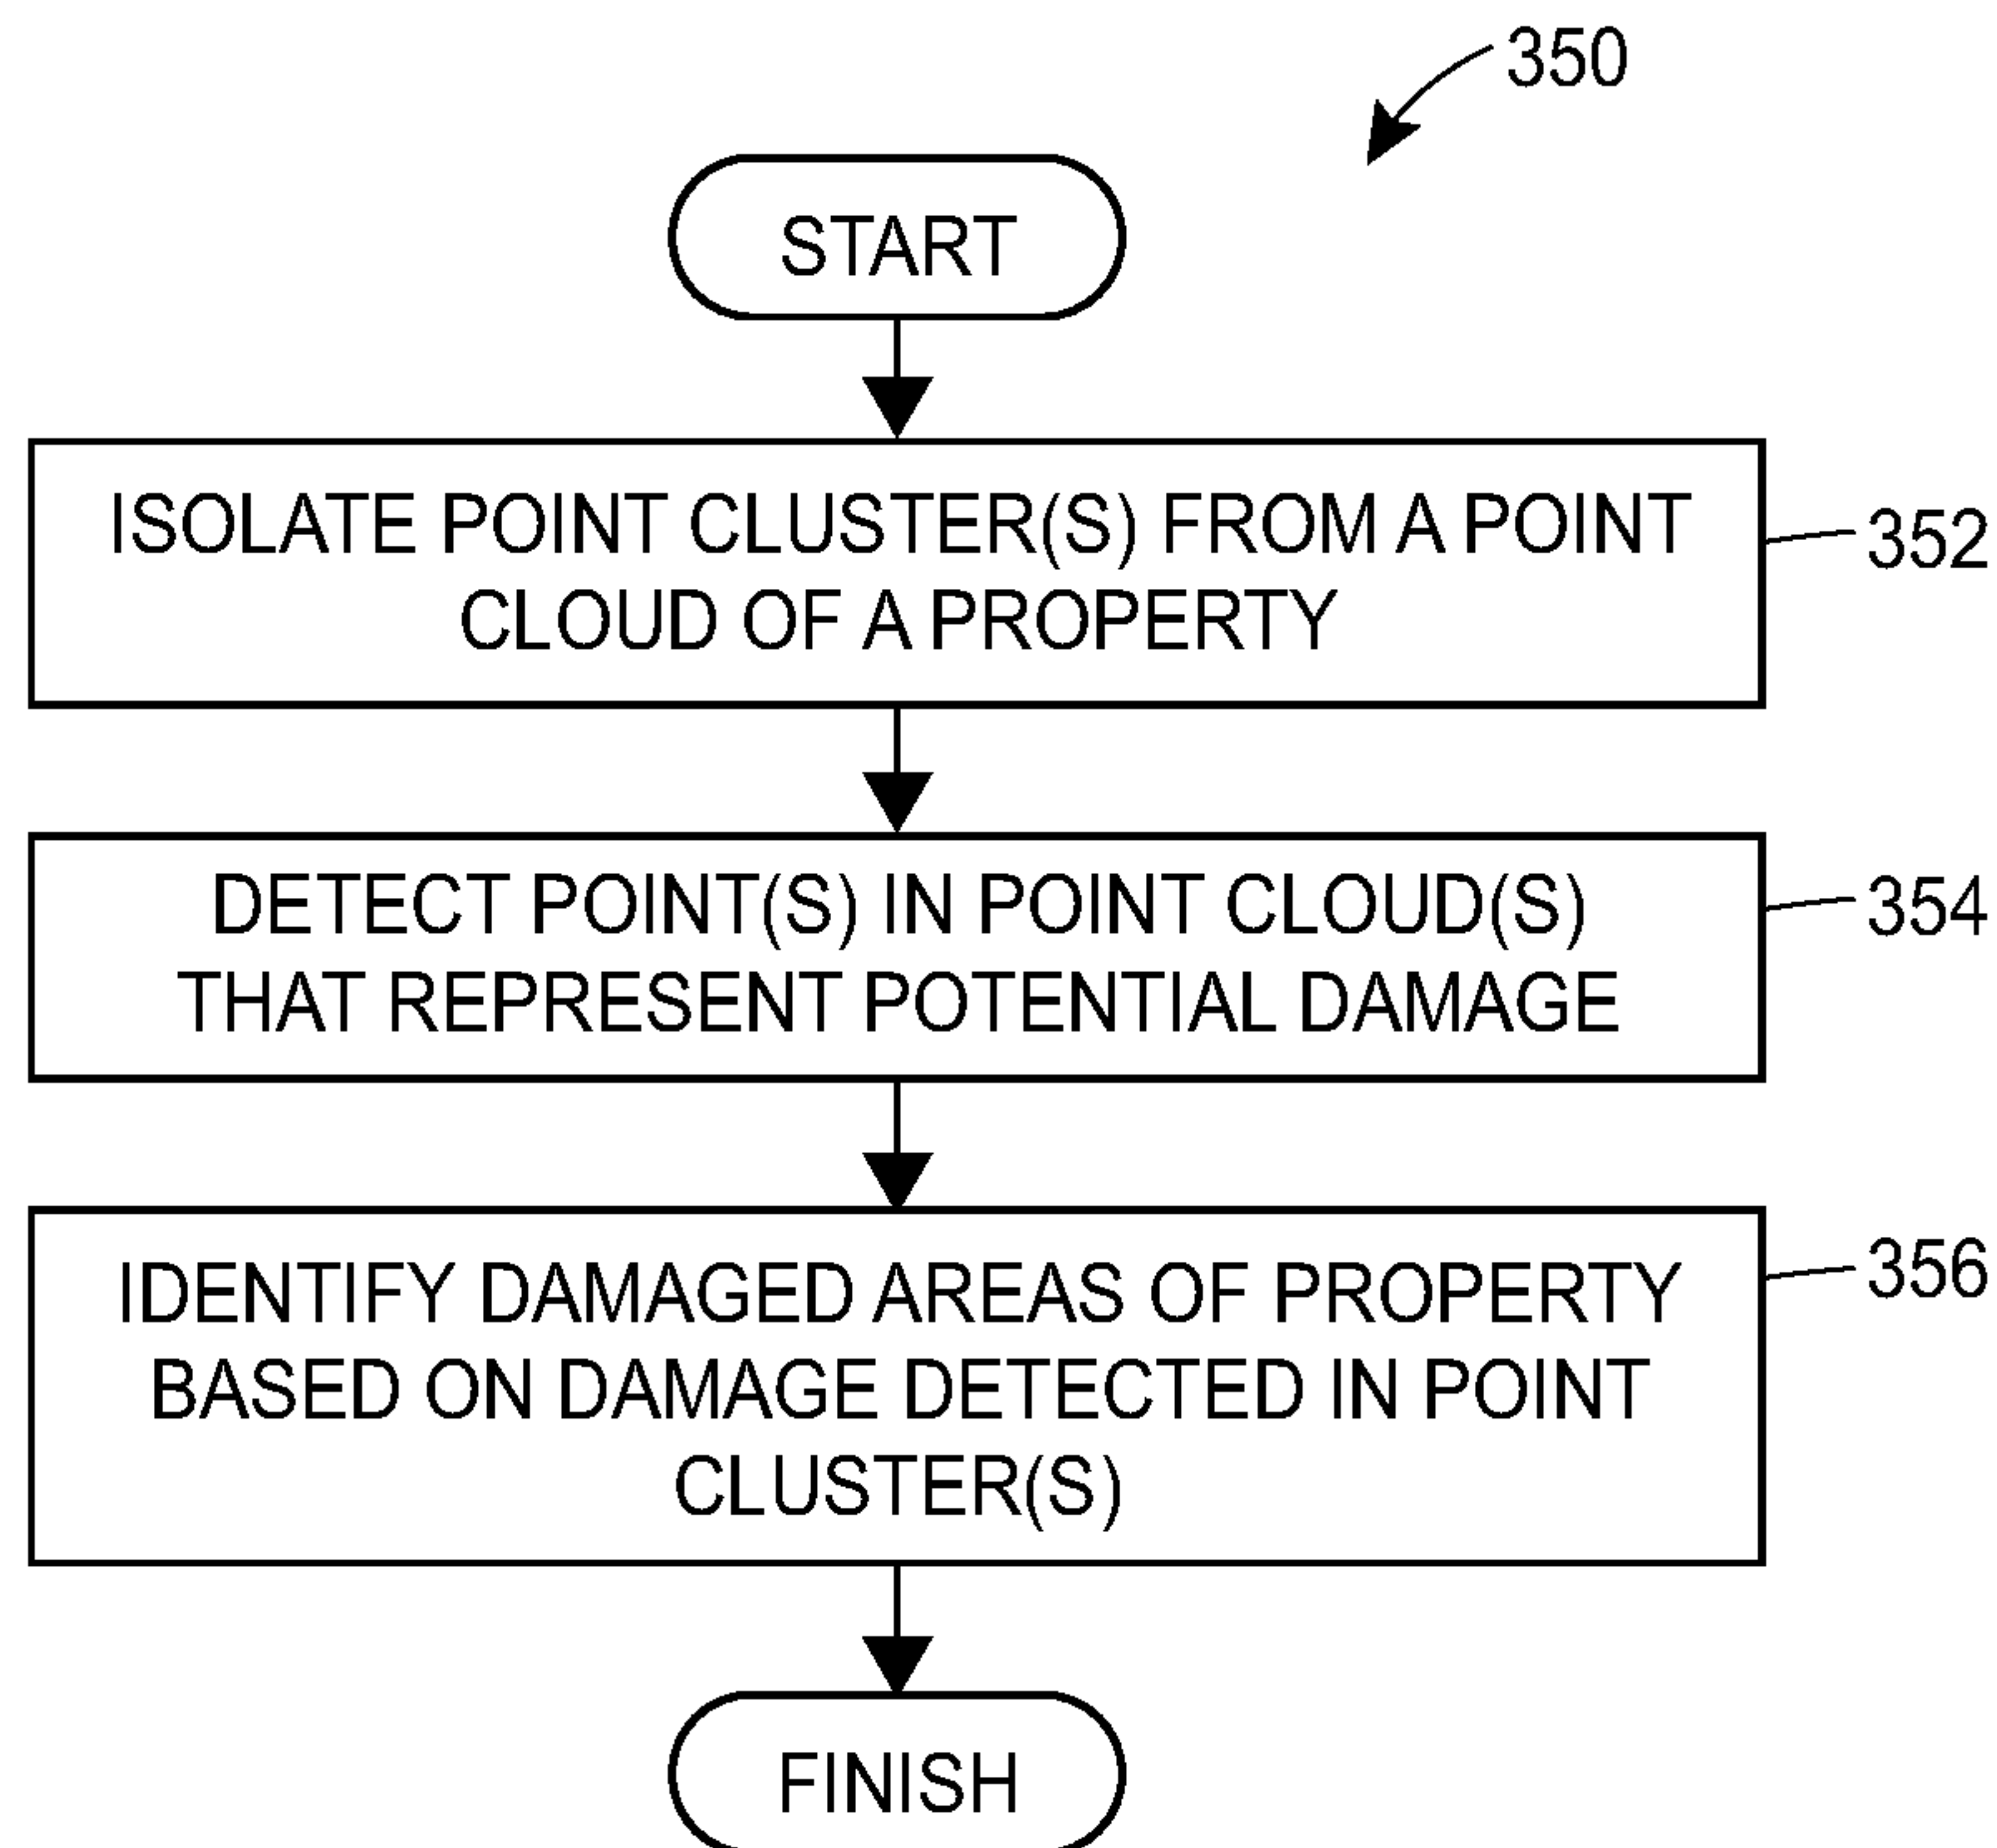 350
START
ISOLATE POINT CLUSTER(S) FROM A POINT
CLOUD OF A PROPERTY
352
DETECT POINT(S) IN POINT CLOUD(S)
THAT REPRESENT POTENTIAL DAMAGE
354
IDENTIFY DAMAGED AREAS OF PROPERTY
BASED ON DAMAGE DETECTED IN POINT
CLUSTER(S)
356
FINISH